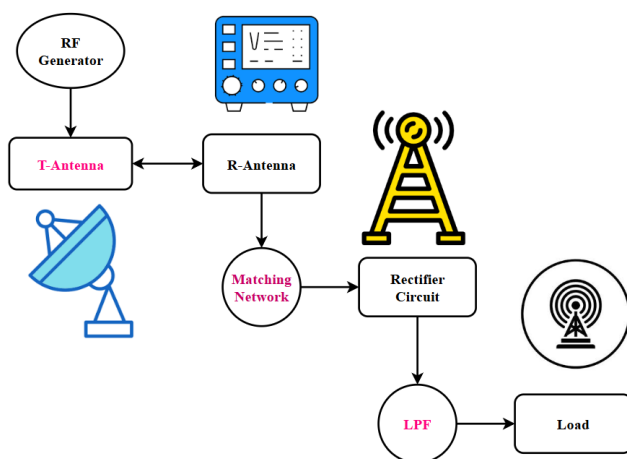 RF
Generator
T-Antenna
R-Antenna
Matching
Network
Rectifier
Circuit
LPF
Load